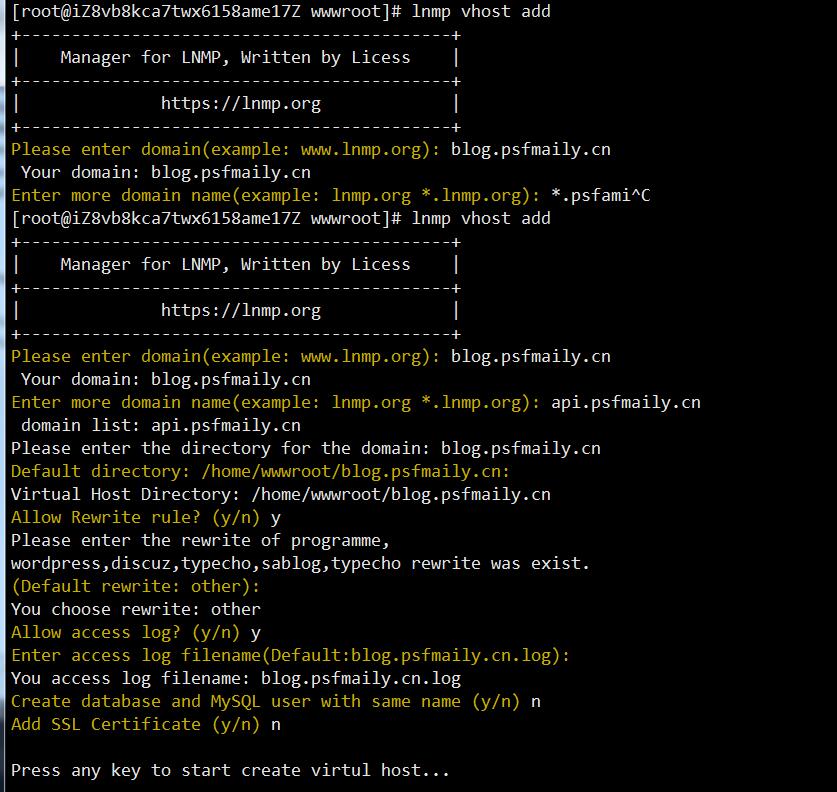 [root@iZ8vb8kca7twx6158ame17Z wwwroot]# lnmp vhost add
+-------------------------------------------+
|    Manager for LNMP, Written by Licess    |
+-------------------------------------------+
|              https://lnmp.org             |
+-------------------------------------------+
Please enter domain(example: www.lnmp.org): blog.psfmaily.cn
 Your domain: blog.psfmaily.cn
Enter more domain name(example: lnmp.org *.lnmp.org): *.psfami^C
[root@iZ8vb8kca7twx6158ame17Z wwwroot]# lnmp vhost add
+-------------------------------------------+
|    Manager for LNMP, Written by Licess    |
+-------------------------------------------+
|              https://lnmp.org             |
+-------------------------------------------+
Please enter domain(example: www.lnmp.org): blog.psfmaily.cn
 Your domain: blog.psfmaily.cn
Enter more domain name(example: lnmp.org *.lnmp.org): api.psfmaily.cn
 domain list: api.psfmaily.cn
Please enter the directory for the domain: blog.psfmaily.cn
Default directory: /home/wwwroot/blog.psfmaily.cn:
Virtual Host Directory: /home/wwwroot/blog.psfmaily.cn
Allow Rewrite rule? (y/n) y
Please enter the rewrite of programme,
wordpress,discuz,typecho,sablog,typecho rewrite was exist.
(Default rewrite: other):
You choose rewrite: other
Allow access log? (y/n) y
Enter access log filename(Default:blog.psfmaily.cn.log):
You access log filename: blog.psfmaily.cn.log
Create database and MySQL user with same name (y/n) n
Add SSL Certificate (y/n) n
Press any key to start create virtul host...